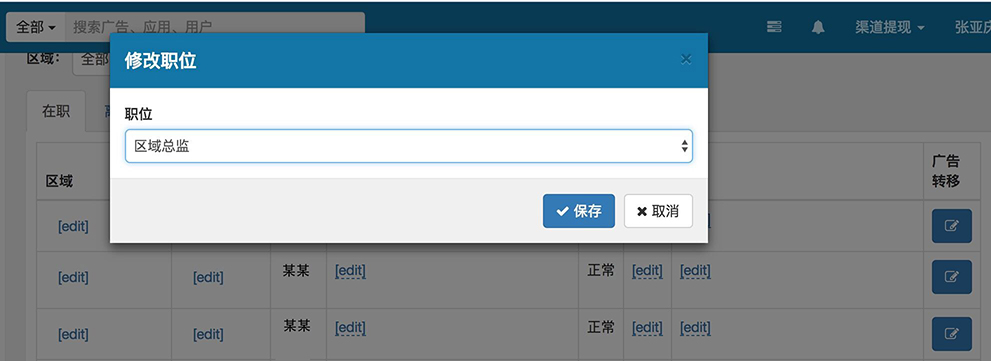 全部 搜索广告、应用、用户 渠道提现 张亚庆
修改职位 ×
区域： 全部
职位
在职
区域总监
广告
转移
区域
保存 取消
[edit]
[edit] [edit] 某某 [edit] 正常 [edit] [edit]
[edit] [edit] 某某 [edit] 正常 [edit] [edit]